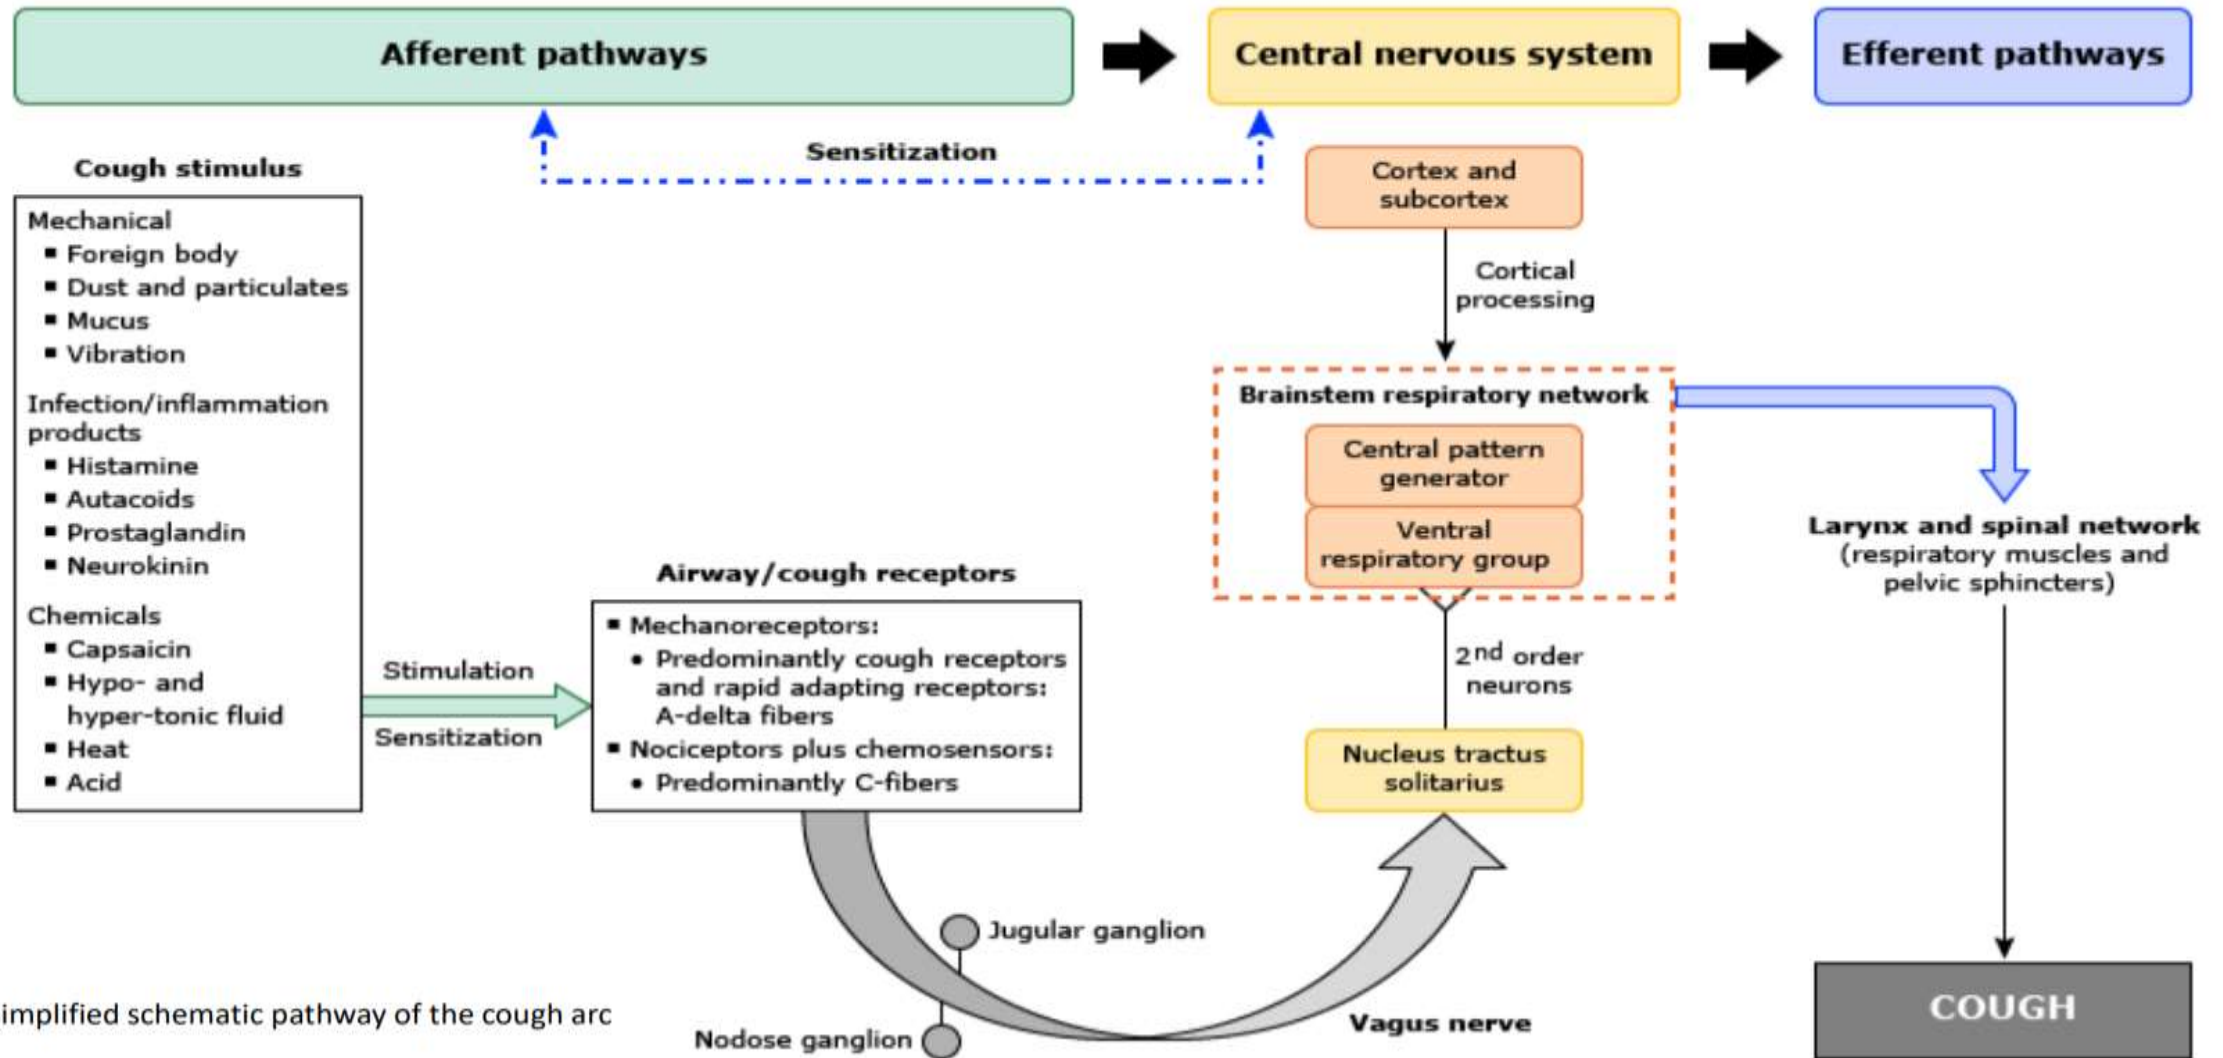 Afferent pathways
Central nervous system
Efferent pathways
Sensitization
Cough stimulus
Mechanical
▪ Foreign body
▪ Dust and particulates
▪ Mucus
▪ Vibration
Infection/inflammation
products
▪ Histamine
▪ Autacoids
▪ Prostaglandin
▪ Neurokinin
Chemicals
▪ Capsaicin
▪ Hypo- and
hyper-tonic fluid
▪ Heat
▪ Acid
Stimulation
Sensitization
Airway/cough receptors
▪ Mechanoreceptors:
• Predominantly cough receptors
and rapid adapting receptors:
A-delta fibers
▪ Nociceptors plus chemosensors:
• Predominantly C-fibers
Jugular ganglion
Nodose ganglion
Vagus nerve
Cortex and
subcortex
Cortical
processing
Brainstem respiratory network
Central pattern
generator
Ventral
respiratory group
2nd order
neurons
Nucleus tractus
solitarius
Larynx and spinal network
(respiratory muscles and
pelvic sphincters)
COUGH
implified schematic pathway of the cough arc